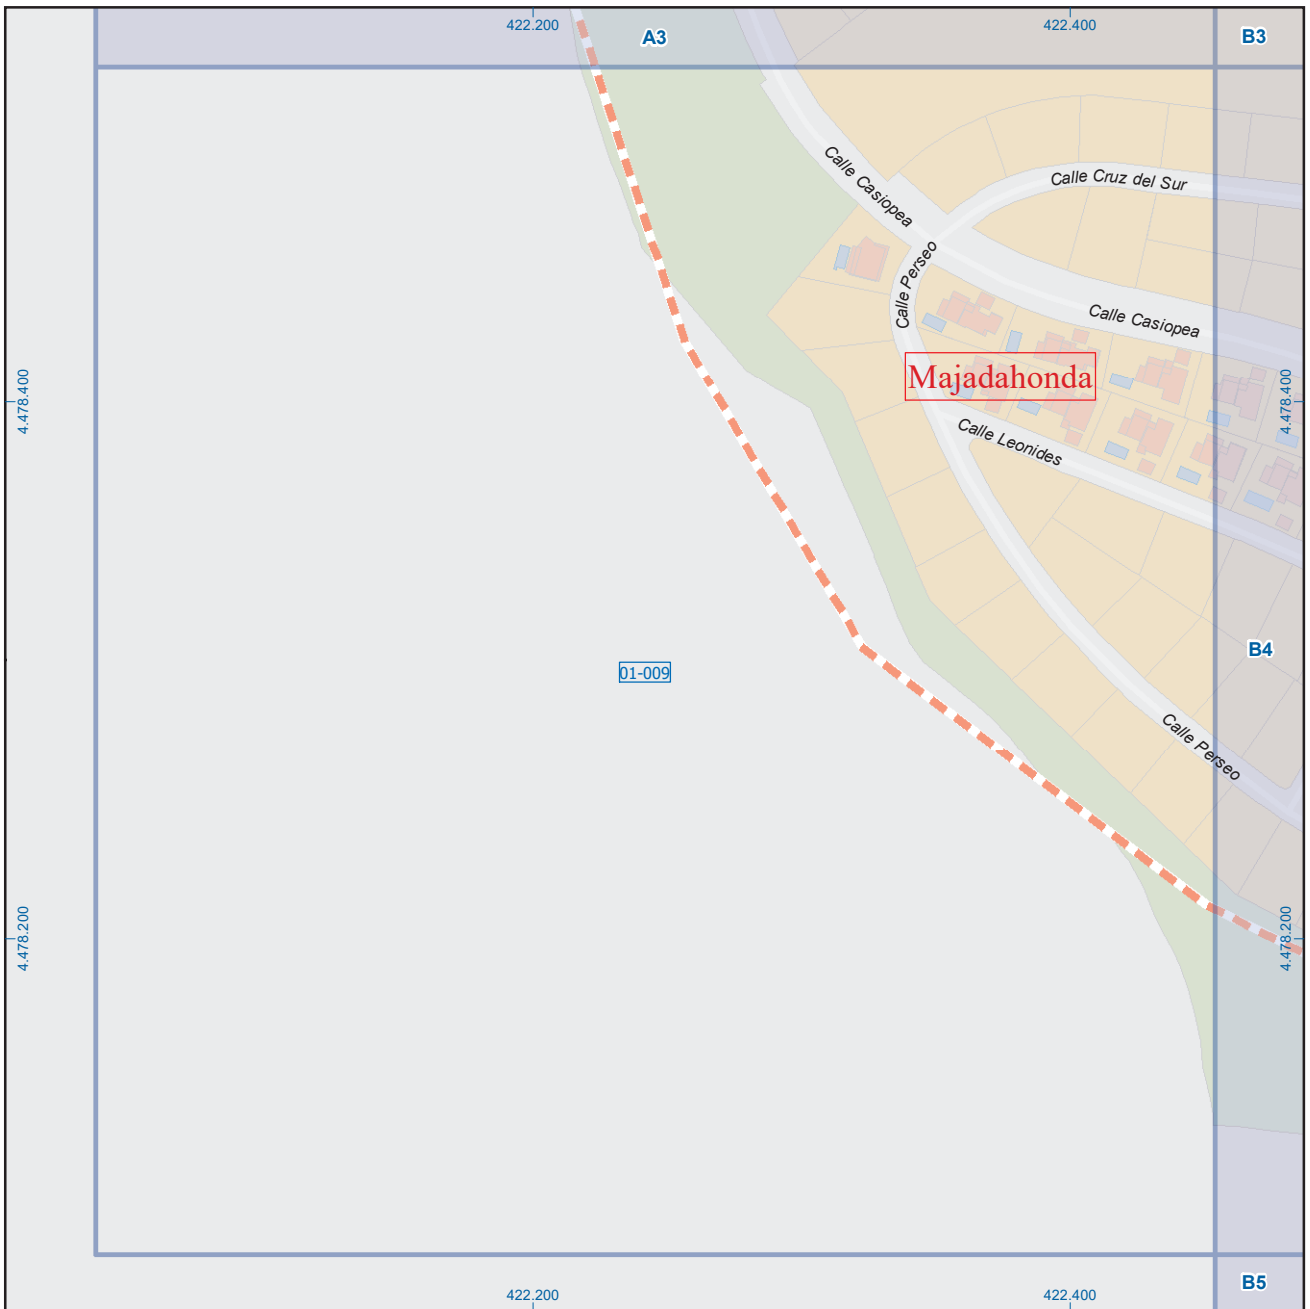 422.200
422.400
A3
B3
Calle Casiopea
Calle Cruz del Sur
Calle Perseo
Calle Casiopea
Majadahonda
4.478.400
4.478.400
Calle Leonides
B4
01-009
Calle Perseo
4.478.200
4.478.200
B5
422.200
422.400